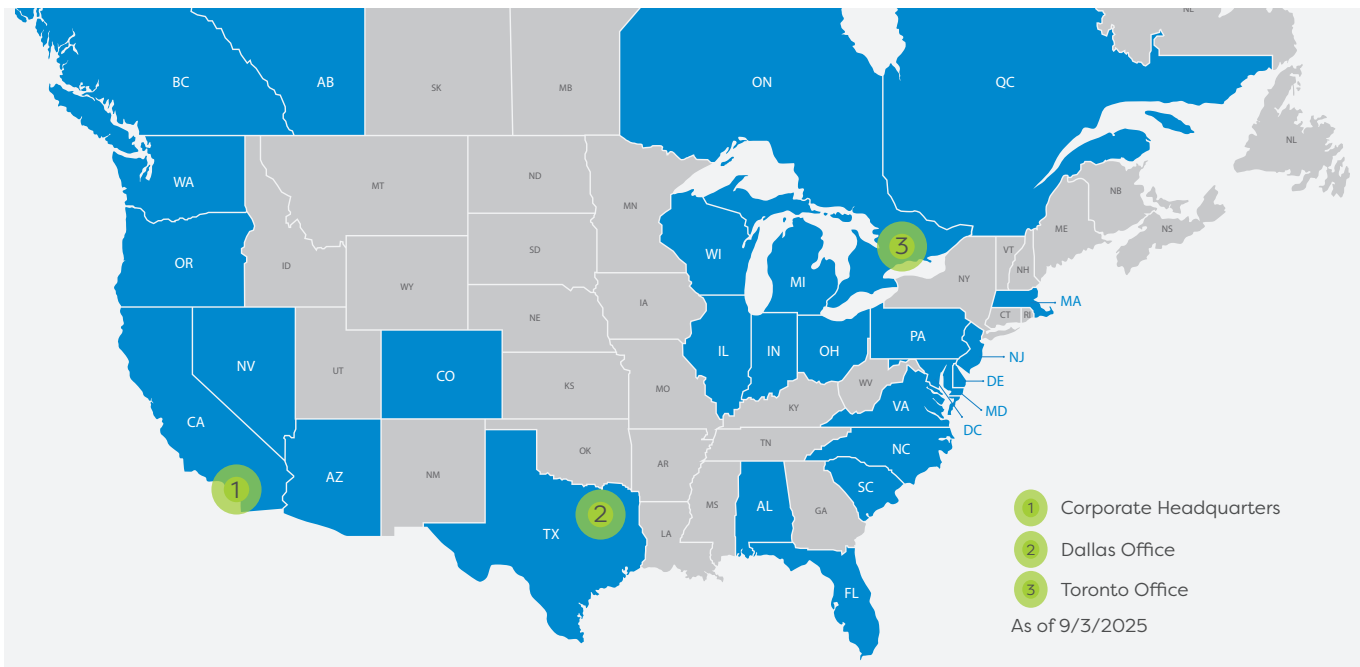 NL
BC
AB
SK
MB
ON
QC
NL
WA
MT
ND
MN
NB
ME
NS
OR
ID
SD
WI
MI
VT
NH
NY
WY
IA
MA
NE
CT
RI
NV
UT
CO
IL
IN
OH
PA
NJ
KS
MO
WV
DE
KY
VA
MD
DC
CA
TN
NC
AZ
NM
OK
AR
SC
MS
AL
GA
TX
LA
FL
1
2
3
1 Corporate Headquarters
2 Dallas Office
3 Toronto Office
As of 9/3/2025